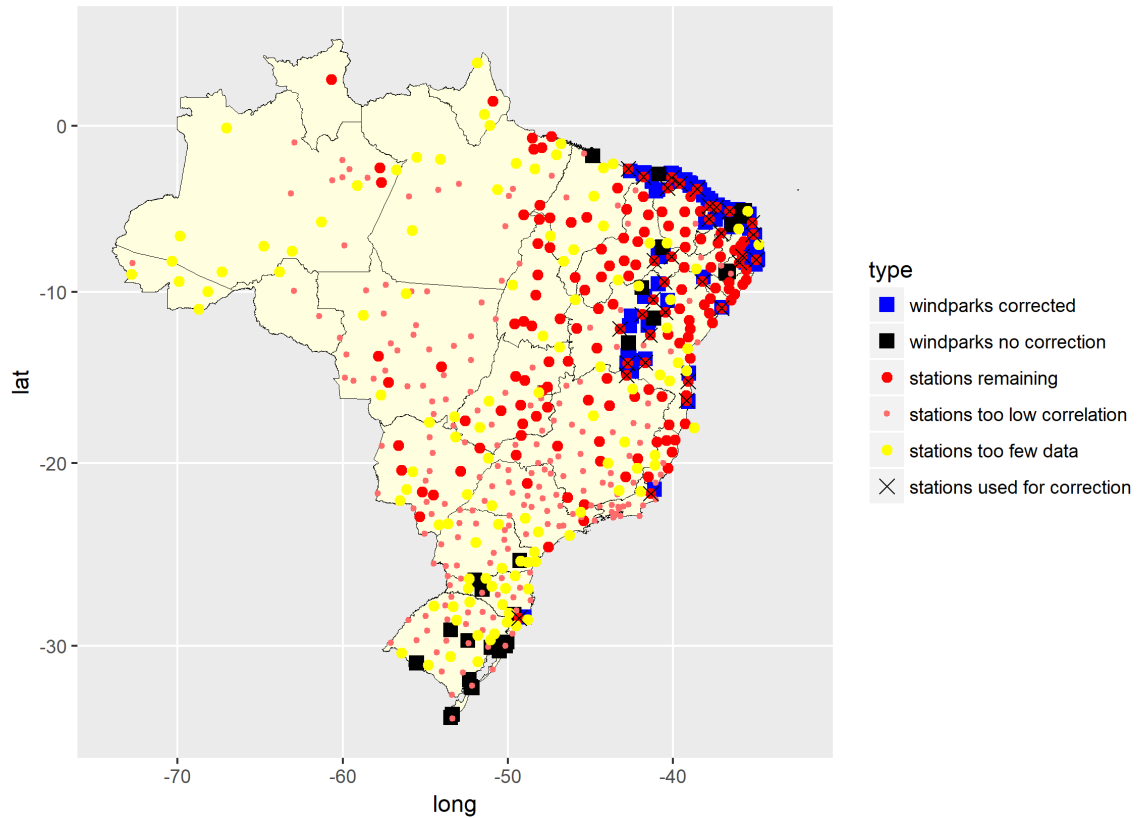 0
-10
-20
-30
lat
-70
-60
-50
-40
long
type
windparks corrected
windparks no correction
stations remaining
stations too low correlation
stations too few data
stations used for correction